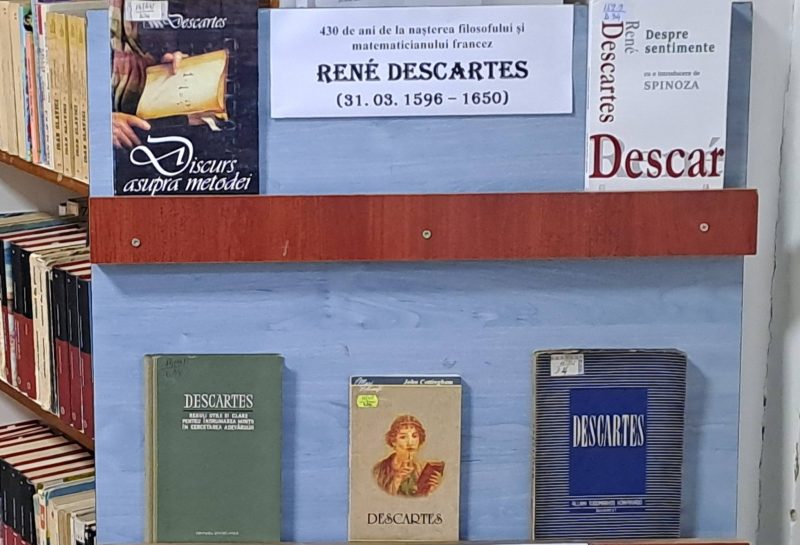 Descartes
Discurs
asupra metodei
430 de ani de la nașterea filosofului și
matematicianului francez
RENÉ DESCARTES
(31. 03. 1596 – 1650)
René
Descartes
Despre
sentimente
cu o introducere de
SPINOZA
Descar
DESCARTES
REGULI UTILE ȘI CLARE
PENTRU ÎNDRUMAREA MINȚII
ÎN CERCETAREA ADEVĂRULUI
John Cottingham
DESCARTES
DESCARTES